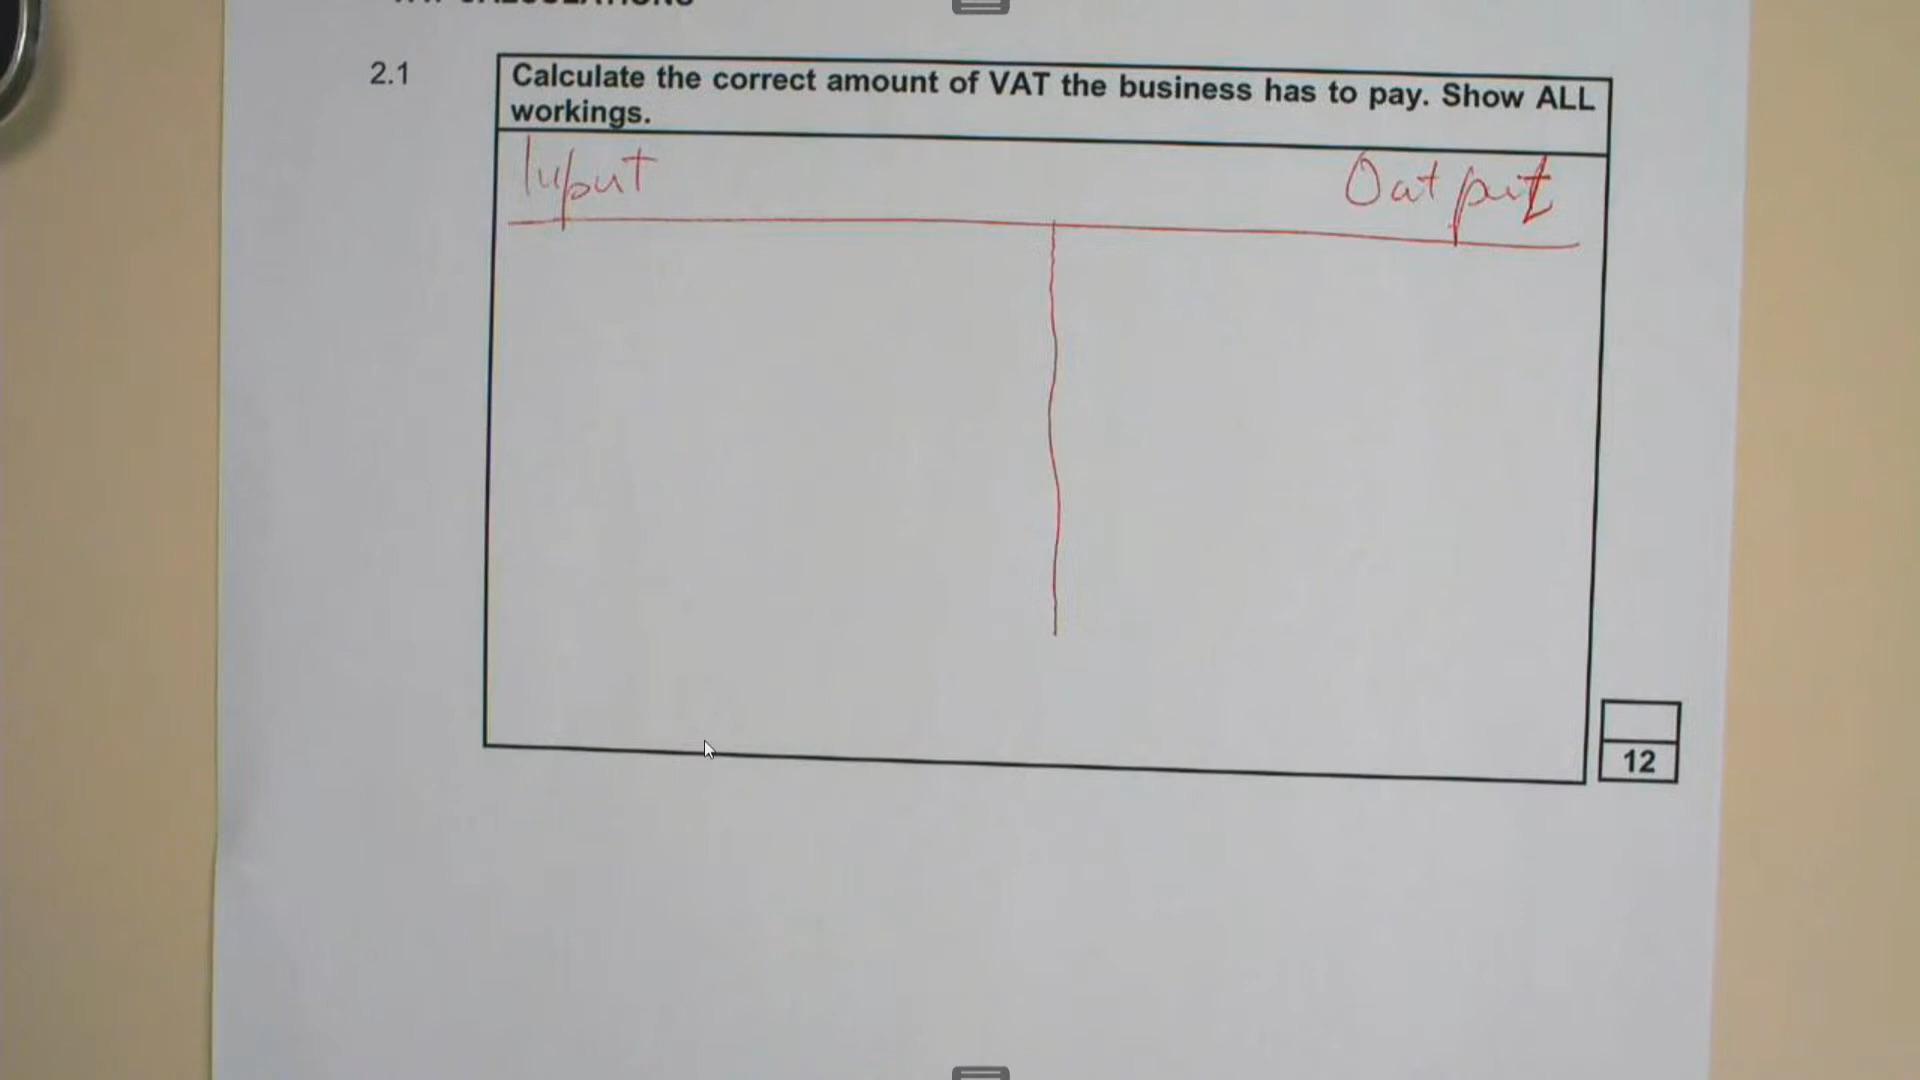 CALCULATIONS
2.1
Calculate the correct amount of VAT the business has to pay. Show ALL
workings.
Input Output
12